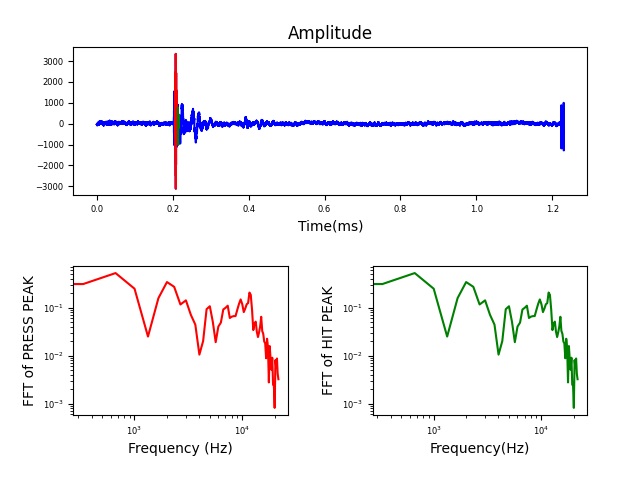 Amplitude
3000
2000
1000
0
−1000
−2000
−3000
0.0 0.2 0.4 0.6 0.8 1.0 1.2
Time(ms)
FFT of PRESS PEAK
10⁻¹
10⁻²
10⁻³
10³ 10⁴
Frequency (Hz)
FFT of HIT PEAK
10⁻¹
10⁻²
10⁻³
10³ 10⁴
Frequency(Hz)